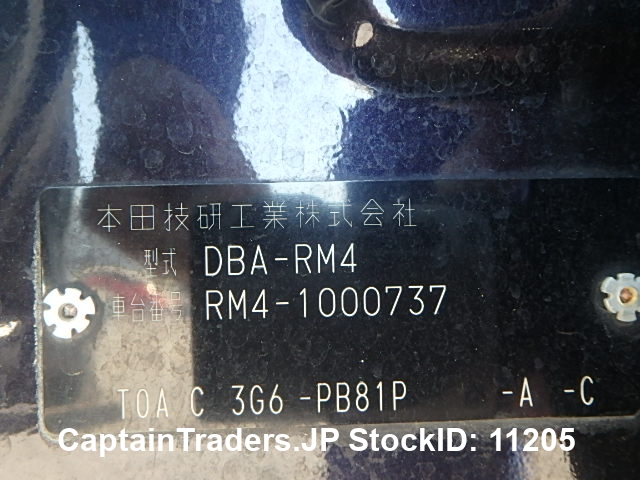 本田技研工業株式会社
型式 DBA-RM4
車台番号 RM4-1000737
TOA C 3G6 -PB81P -A -C
CaptainTraders.JP StockID: 11205